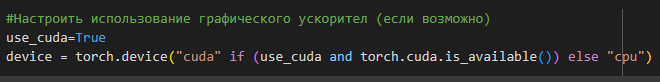 #Настроить использование графического ускорител (если возможно)
use_cuda=True
device = torch.device("cuda" if (use_cuda and torch.cuda.is_available()) else "cpu")